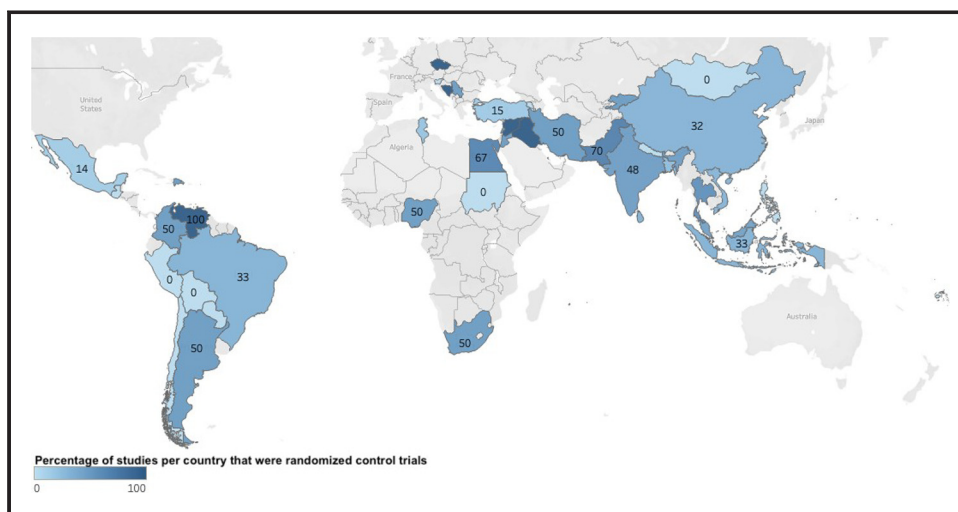 France
United
States
Spain
Japan
Algeria
0
15
50
32
70
67
48
14
0
100
50
50
33
33
0
0
Australia
50
50
Percentage of studies per country that were randomized control trials
0 100